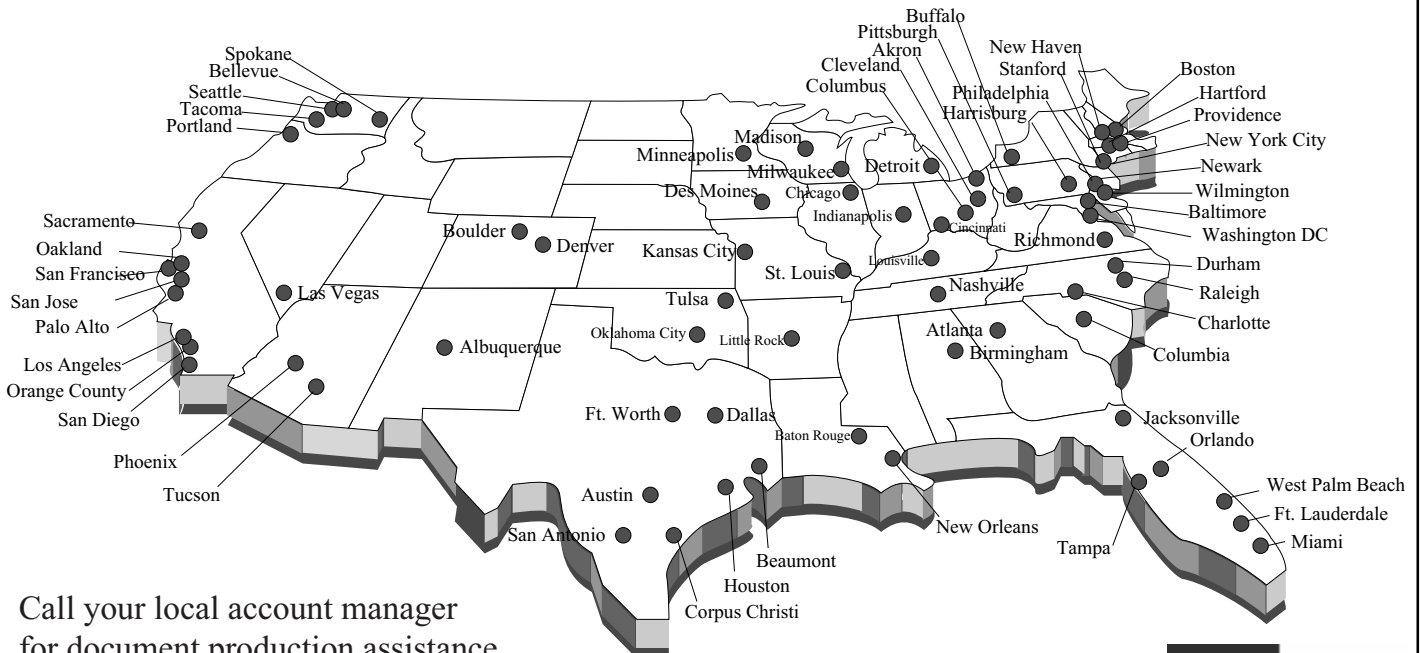 Buffalo
Pittsburgh
Akron
Cleveland
Columbus
New Haven
Stanford
Philadelphia
Harrisburg
Boston
Hartford
Providence
New York City
Newark
Wilmington
Baltimore
Washington DC
Spokane
Bellevue
Seattle
Tacoma
Portland
Madison
Minneapolis
Milwaukee
Detroit
Des Moines
Chicago
Indianapolis
Cincinnati
Richmond
Sacramento
Oakland
San Francisco
San Jose
Palo Alto
Boulder
Denver
Kansas City
St. Louis
Louisville
Durham
Raleigh
Charlotte
Columbia
Las Vegas
Tulsa
Nashville
Oklahoma City
Little Rock
Atlanta
Birmingham
Albuquerque
Los Angeles
Orange County
San Diego
Phoenix
Tucson
Ft. Worth
Dallas
Baton Rouge
Jacksonville
Orlando
Austin
San Antonio
West Palm Beach
Ft. Lauderdale
Miami
Tampa
New Orleans
Beaumont
Houston
Corpus Christi
Call your local account manager
for document production assistance